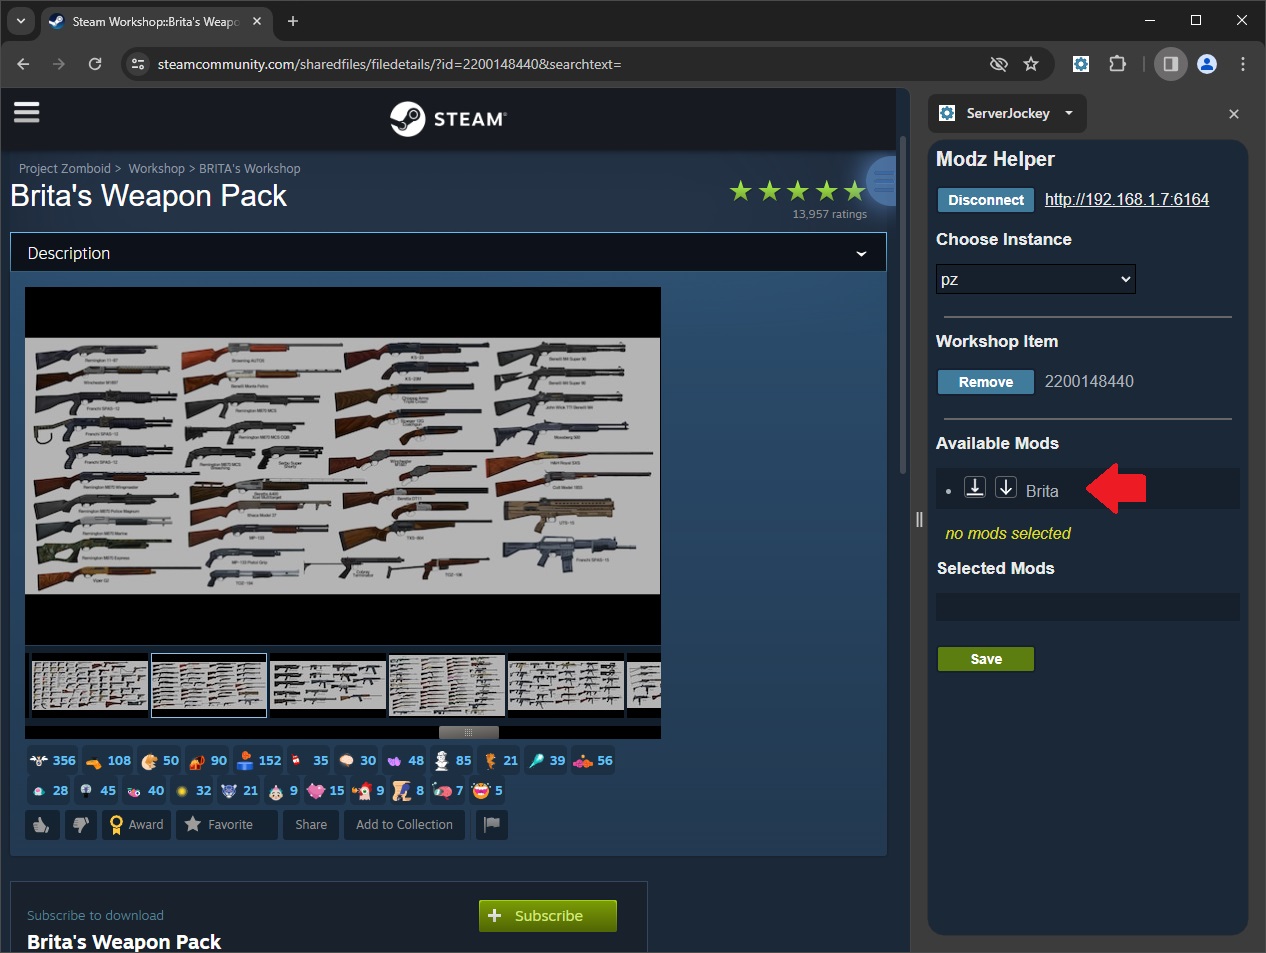 Steam Workshop::Brita's Weapo
steamcommunity.com/sharedfiles/filedetails/?id=2200148440&searchtext=
STEAM
Project Zomboid > Workshop > BRITA's Workshop
Brita's Weapon Pack
13,957 ratings
Description
356 108 50 90 152 35 30 48 85 21 39 56
28 45 40 32 21 9 15 9 8 7 5
Award Favorite Share Add to Collection
Subscribe to download
Brita's Weapon Pack
+ Subscribe
ServerJockey
Modz Helper
Disconnect http://192.168.1.7:6164
Choose Instance
pz
Workshop Item
Remove 2200148440
Available Mods
Brita
no mods selected
Selected Mods
Save